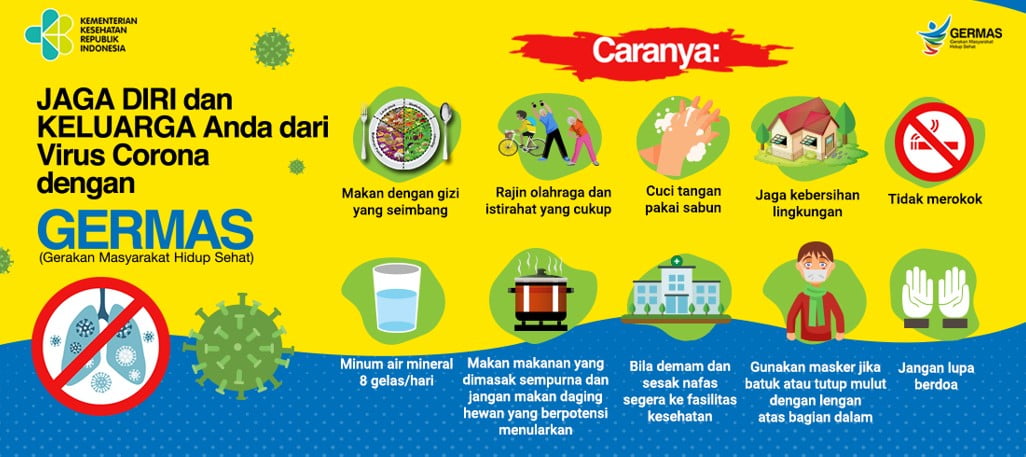 KEMENTERIAN
KESEHATAN
REPUBLIK
INDONESIA
GERMAS
Gerakan Masyarakat
Hidup Sehat
JAGA DIRI dan
KELUARGA Anda dari
Virus Corona
dengan
GERMAS
(Gerakan Masyarakat Hidup Sehat)
Caranya:
Makan dengan gizi
yang seimbang
Rajin olahraga dan
istirahat yang cukup
Cuci tangan
pakai sabun
Jaga kebersihan
lingkungan
Tidak merokok
Minum air mineral
8 gelas/hari
Makan makanan yang
dimasak sempurna dan
jangan makan daging
hewan yang berpotensi
menularkan
Bila demam dan
sesak nafas
segera ke fasilitas
kesehatan
Gunakan masker jika
batuk atau tutup mulut
dengan lengan
atas bagian dalam
Jangan lupa
berdoa